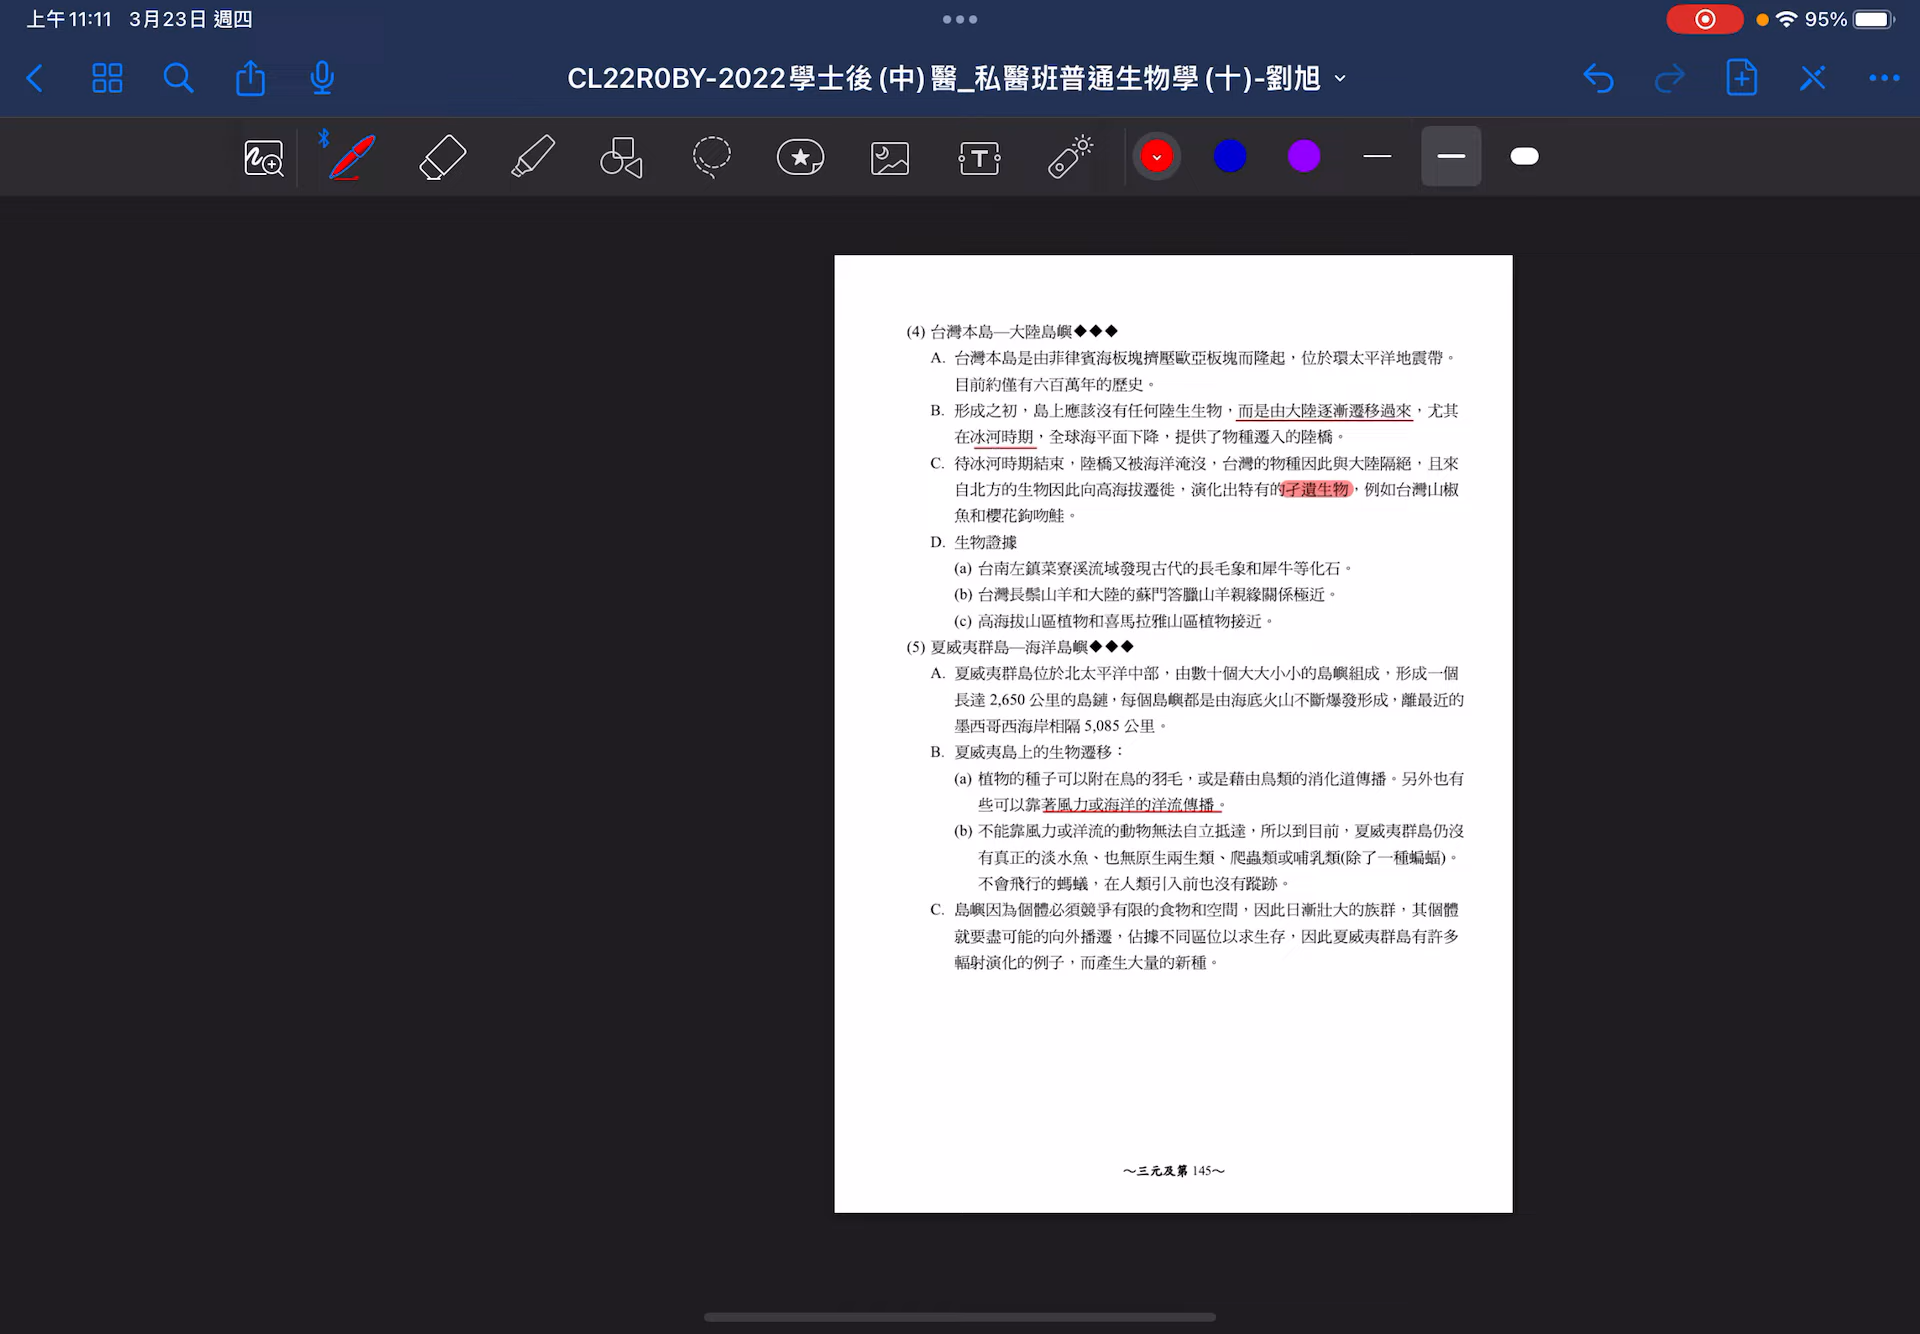 上午11:11 3月23日 週四
95%
CL22R0BY-2022學士後(中)醫_私醫班普通生物學(十)-劉旭
T
(4) 台灣本島—大陸島嶼◆◆◆
A. 台灣本島是由菲律賓海板塊擠壓歐亞板塊而隆起，位於環太平洋地震帶。
目前約僅有六百萬年的歷史。
B. 形成之初，島上應該沒有任何陸生生物，而是由大陸逐漸遷移過來，尤其
在冰河時期，全球海平面下降，提供了物種遷入的陸橋。
C. 待冰河時期結束，陸橋又被海洋淹沒，台灣的物種因此與大陸隔絕，且來
自北方的生物因此向高海拔遷徙，演化出特有的孑遺生物，例如台灣山椒
魚和櫻花鉤吻鮭。
D. 生物證據
(a) 台南左鎮菜寮溪流域發現古代的長毛象和犀牛等化石。
(b) 台灣長鬃山羊和大陸的蘇門答臘山羊親緣關係極近。
(c) 高海拔山區植物和喜馬拉雅山區植物接近。
(5) 夏威夷群島—海洋島嶼◆◆◆
A. 夏威夷群島位於北太平洋中部，由數十個大大小小的島嶼組成，形成一個
長達 2,650 公里的島鏈，每個島嶼都是由海底火山不斷爆發形成，離最近的
墨西哥西海岸相隔 5,085 公里。
B. 夏威夷島上的生物遷移：
(a) 植物的種子可以附在鳥的羽毛，或是藉由鳥類的消化道傳播。另外也有
些可以靠著風力或海洋的洋流傳播。
(b) 不能靠風力或洋流的動物無法自立抵達，所以到目前，夏威夷群島仍沒
有真正的淡水魚、也無原生兩生類、爬蟲類或哺乳類(除了一種蝙蝠)。
不會飛行的螞蟻，在人類引入前也沒有蹤跡。
C. 島嶼因為個體必須競爭有限的食物和空間，因此日漸壯大的族群，其個體
就要盡可能的向外播遷，佔據不同區位以求生存，因此夏威夷群島有許多
輻射演化的例子，而產生大量的新種。
～三元及第 145～